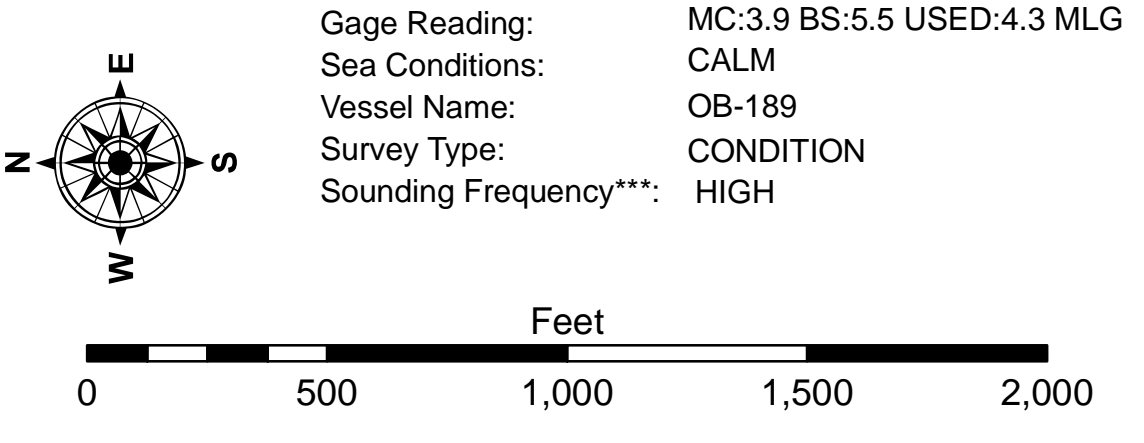 Gage Reading: MC:3.9 BS:5.5 USED:4.3 MLG
Sea Conditions: CALM
Vessel Name: OB-189
Survey Type: CONDITION
Sounding Frequency***: HIGH
E
N
S
W
Feet
0 500 1,000 1,500 2,000